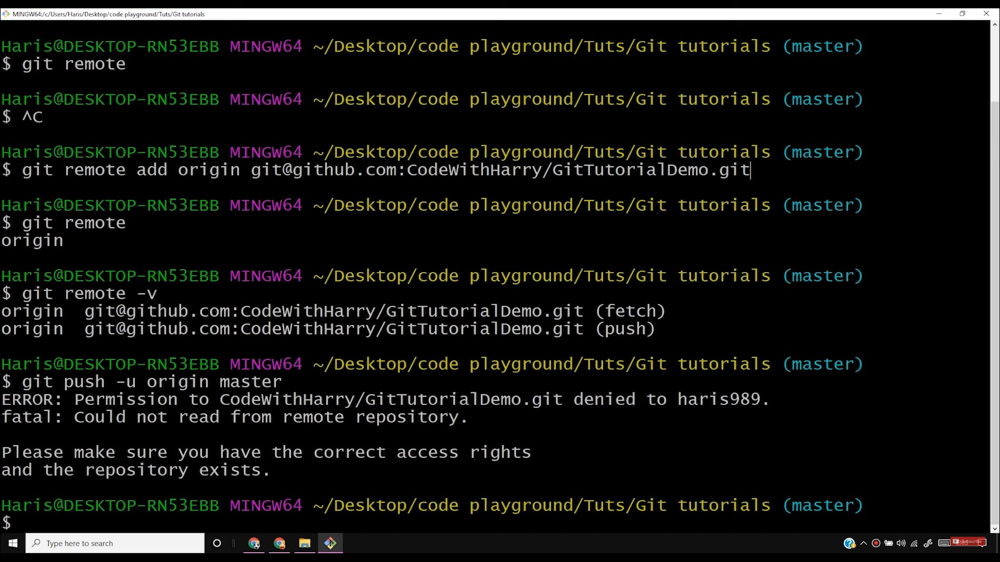 MINGW64:/c/Users/Haris/Desktop/code playground/Tuts/Git tutorials
Haris@DESKTOP-RN53EBB MINGW64 ~/Desktop/code playground/Tuts/Git tutorials (master)
$ git remote
Haris@DESKTOP-RN53EBB MINGW64 ~/Desktop/code playground/Tuts/Git tutorials (master)
$ ^C
Haris@DESKTOP-RN53EBB MINGW64 ~/Desktop/code playground/Tuts/Git tutorials (master)
$ git remote add origin git@github.com:CodeWithHarry/GitTutorialDemo.git
Haris@DESKTOP-RN53EBB MINGW64 ~/Desktop/code playground/Tuts/Git tutorials (master)
$ git remote
origin
Haris@DESKTOP-RN53EBB MINGW64 ~/Desktop/code playground/Tuts/Git tutorials (master)
$ git remote -v
origin  git@github.com:CodeWithHarry/GitTutorialDemo.git (fetch)
origin  git@github.com:CodeWithHarry/GitTutorialDemo.git (push)
Haris@DESKTOP-RN53EBB MINGW64 ~/Desktop/code playground/Tuts/Git tutorials (master)
$ git push -u origin master
ERROR: Permission to CodeWithHarry/GitTutorialDemo.git denied to haris989.
fatal: Could not read from remote repository.
Please make sure you have the correct access rights
and the repository exists.
Haris@DESKTOP-RN53EBB MINGW64 ~/Desktop/code playground/Tuts/Git tutorials (master)
$
Type here to search
Subscribe